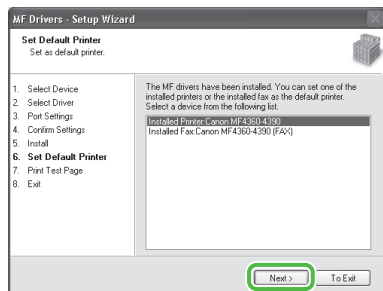 MF Drivers - Setup Wizard
Set Default Printer
Set as default printer.
1. Select Device
2. Select Driver
3. Port Settings
4. Confirm Settings
5. Install
6. Set Default Printer
7. Print Test Page
8. Exit
The MF drivers have been installed. You can set one of the
installed printers or the installed fax as the default printer.
Select a device from the following list.
Installed Printer:Canon MF4360-4390
Installed Fax:Canon MF4360-4390 (FAX)
Next >
To Exit